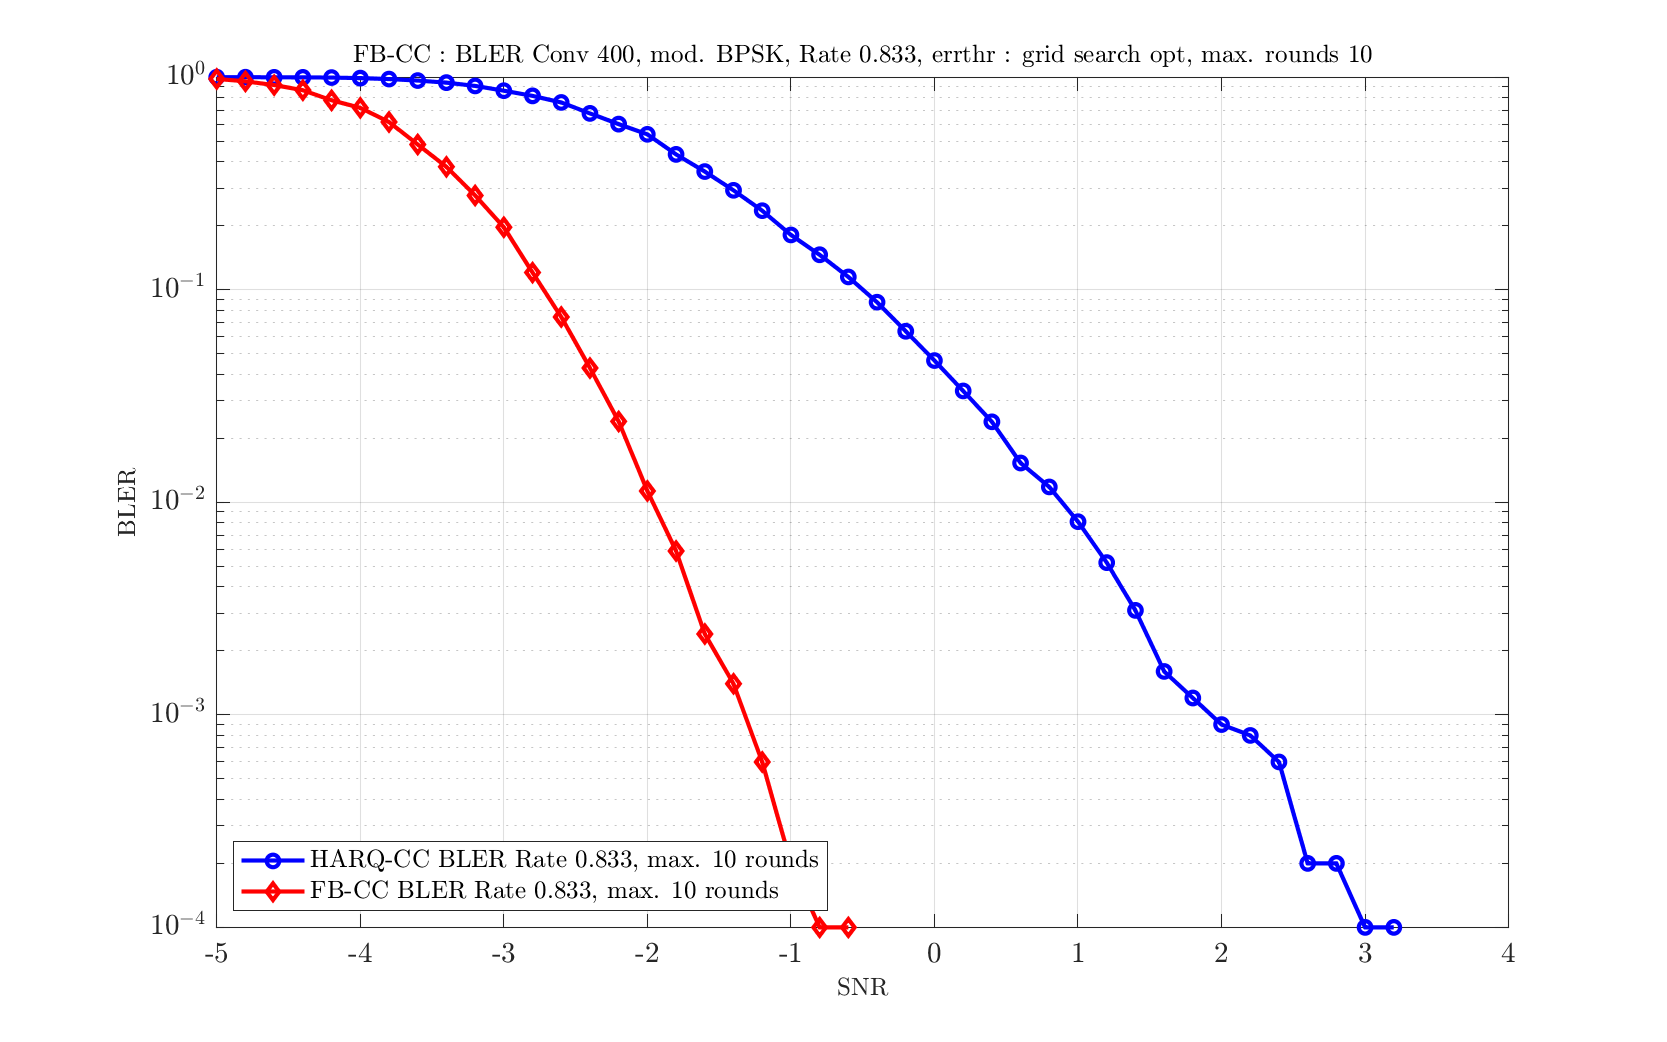 FB-CC : BLER Conv 400, mod. BPSK, Rate 0.833, errthr : grid search opt, max. rounds 10
10^0
10^−1
10^−2
10^−3
10^−4
BLER
HARQ-CC BLER Rate 0.833, max. 10 rounds
FB-CC BLER Rate 0.833, max. 10 rounds
-5 -4 -3 -2 -1 0 1 2 3 4
SNR